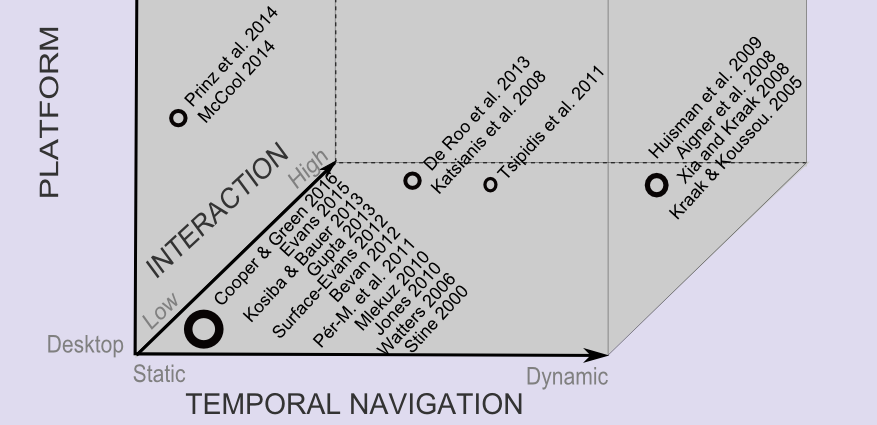 PLATFORM
Prinz et al. 2014
McCool 2014
De Roo et al. 2013
Katsianis et al. 2008
Tsipidis et al. 2011
Huisman et al. 2009
Aigner et al. 2008
Xia and Kraak 2008
Kraak & Koussou. 2005
INTERACTION
High
Low
Cooper & Green 2016
Evans 2015
Kosiba & Bauer 2013
Gupta 2013
Surface-Evans 2012
Bevan 2012
Pér-M. et al. 2011
Mlekuz 2010
Jones 2010
Watters 2006
Stine 2000
Desktop
Static
Dynamic
TEMPORAL NAVIGATION